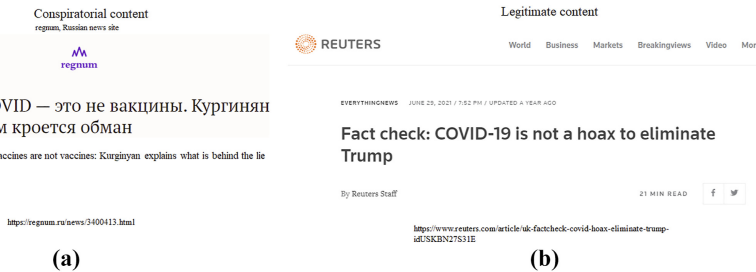 Conspiratorial content
regnum, Russian news site
regnum
— это не вакцины. Кургинян
кроется обман
are not vaccines: Kurginyan explains what is behind the lie
https://regnum.ru/news/3400413.html
(a)
Legitimate content
REUTERS
World Business Markets Breakingviews Video
EVERYTHINGNEWS JUNE 29, 2021 / 7:52 PM / UPDATED A YEAR AGO
Fact check: COVID-19 is not a hoax to eliminate
Trump
By Reuters Staff
21 MIN READ
https://www.reuters.com/article/uk-factcheck-covid-hoax-eliminate-trump-
idUSKBN27S31E
(b)